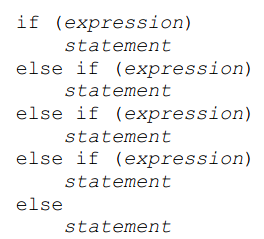 if (expression)
    statement
else if (expression)
    statement
else if (expression)
    statement
else if (expression)
    statement
else
    statement